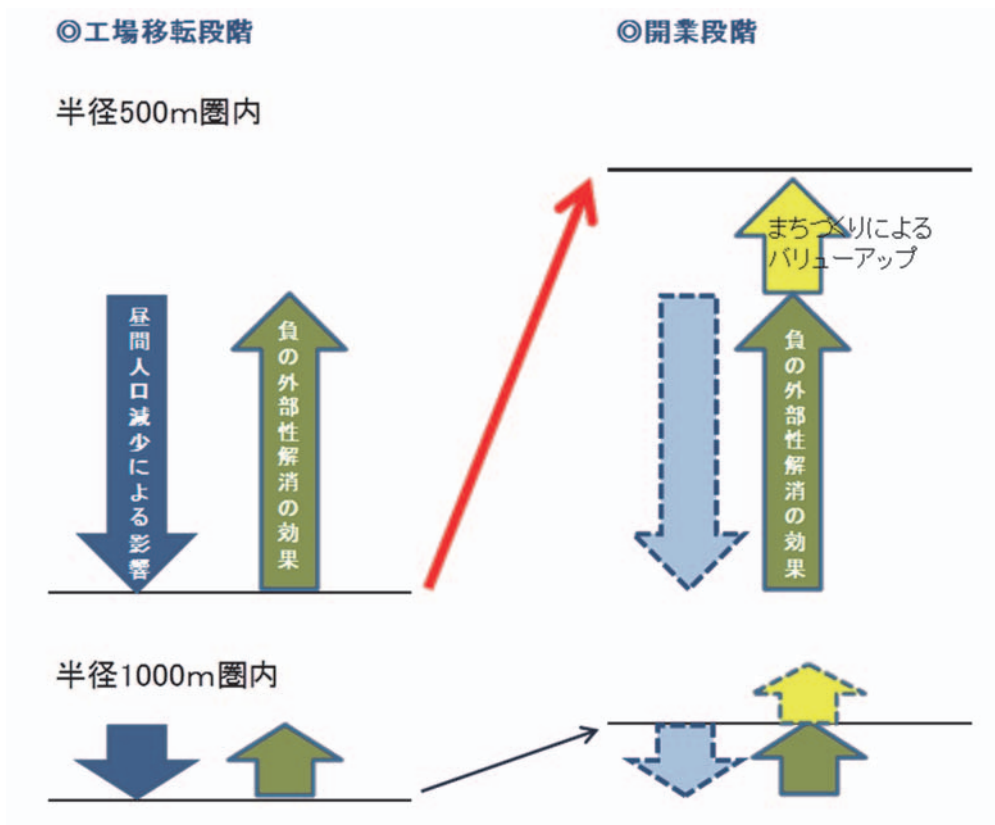 ◎工場移転段階
◎開業段階
半径500m圏内
まちづくりによる
バリューアップ
昼間人口減少による影響
負の外部性解消の効果
負の外部性解消の効果
半径1000m圏内